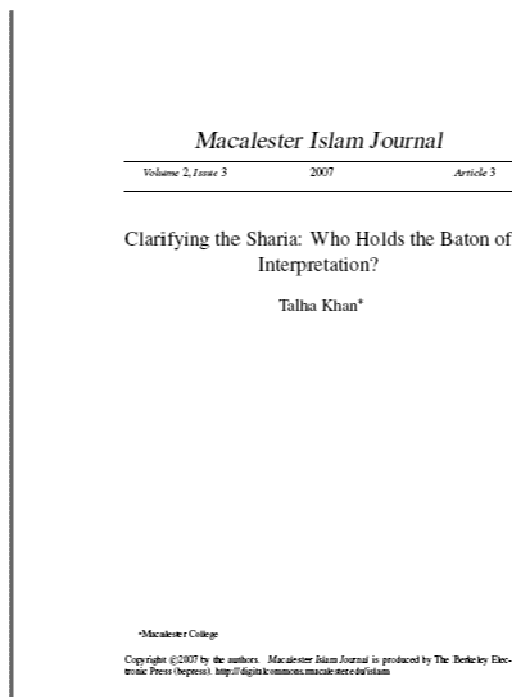 Macalester Islam Journal
Volume 2, Issue 3 2007 Article 3
Clarifying the Sharia: Who Holds the Baton of
Interpretation?
Talha Khan*
*Macalester College
Copyright ©2007 by the authors. Macalester Islam Journal is produced by The Berkeley Elec-
tronic Press (bepress). http://digitalcommons.macalester.edu/islam